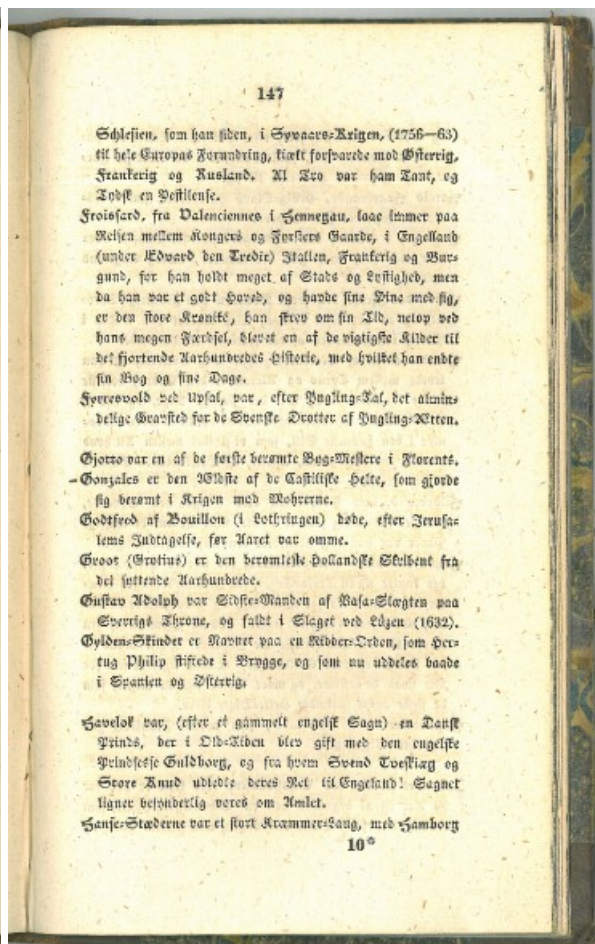 147
Schlesien, som han siden, i Syvaars-Krigen, (1756—63)
til hele Europas Forundring, kiækt forsvarede mod Østerrig,
Frankerig og Rusland. Al Tro var ham Tant, og
Tydsk en Pestilense.
Froissard, fra Valenciennes i Hennegau, laae immer paa
Reisen mellem Kongers og Fyrsters Gaarde, i Engelland
(under Edvard den Tredie) Italien, Frankerig og Bur-
gund, for han holdt meget af Stads og Lystighed, men
da han var et godt Hoved, og havde sine Øine med sig,
er den store Krønike, han skrev om sin Tid, netop ved
hans megen Færdsel, blevet en af de vigtigste Kilder til
det fjortende Aarhundredes Historie, med hvilket han endte
sin Bog og sine Dage.
Fyresvold ved Upsal, var, efter Yngling-Tal, det almin-
delige Gravsted for de Svenske Drotter af Yngling-Ætten.
Gjotto var en af de første berømte Byg-Mestere i Florents.
Gonzales er den Ældste af de Castiliske Helte, som gjorde
sig berømt i Krigen mod Mohrerne.
Godtfred af Bouillon (i Lothringen) døde, efter Jerusa-
lems Indtagelse, før Aaret var omme.
Groot (Grotius) er den berømteste Hollandske Skribent fra
det syttende Aarhundrede.
Gustav Adolph var Sidste-Manden af Vasa-Slægten paa
Sverrigs Throne, og faldt i Slaget ved Lüzen (1632).
Gylden-Skindet er Navnet paa en Ridder-Orden, som Her-
tug Philip stiftede i Brygge, og som nu uddeles baade
i Spanien og Østerrig.
Havelok var, (efter et gammelt engelsk Sagn) en Dansk
Prinds, der i Old-Tiden blev gift med den engelske
Prindsesse Guldborg, og fra hvem Svend Tveskiæg og
Store Knud udledte deres Ret til Engeland! Sagnet
ligner besynderlig vores om Amlet.
Hanse-Stæderne var et stort Kræmmer-Laug, med Hamborg
10*